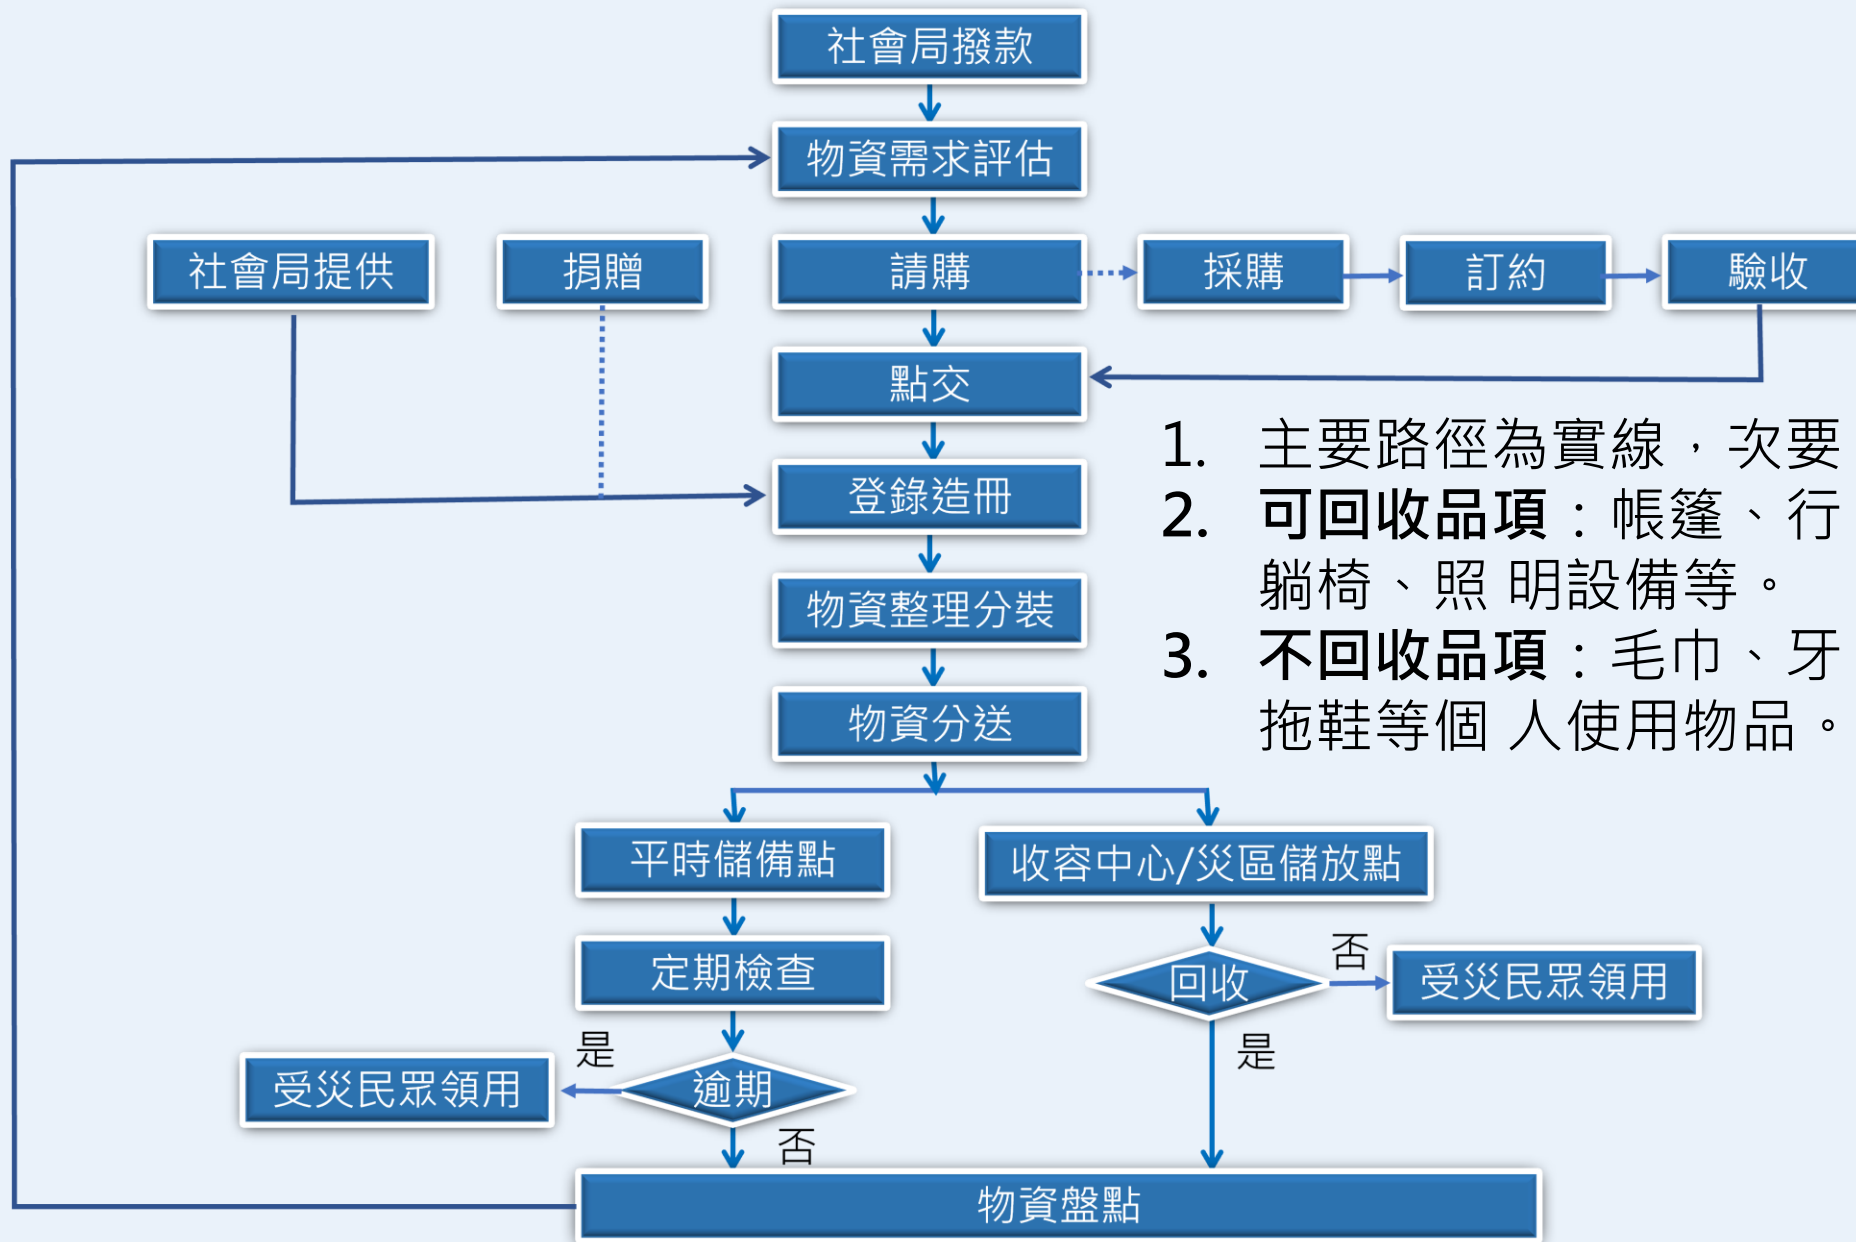 社會局撥款
物資需求評估
社會局提供
捐贈
請購
採購
訂約
驗收
點交
登錄造冊
物資整理分裝
物資分送
1. 主要路徑為實線，次要
2. 可回收品項：帳篷、行
躺椅、照 明設備等。
3. 不回收品項：毛巾、牙
拖鞋等個 人使用物品。
平時儲備點
收容中心/災區儲放點
定期檢查
回收
否
受災民眾領用
是
受災民眾領用
是
逾期
否
物資盤點